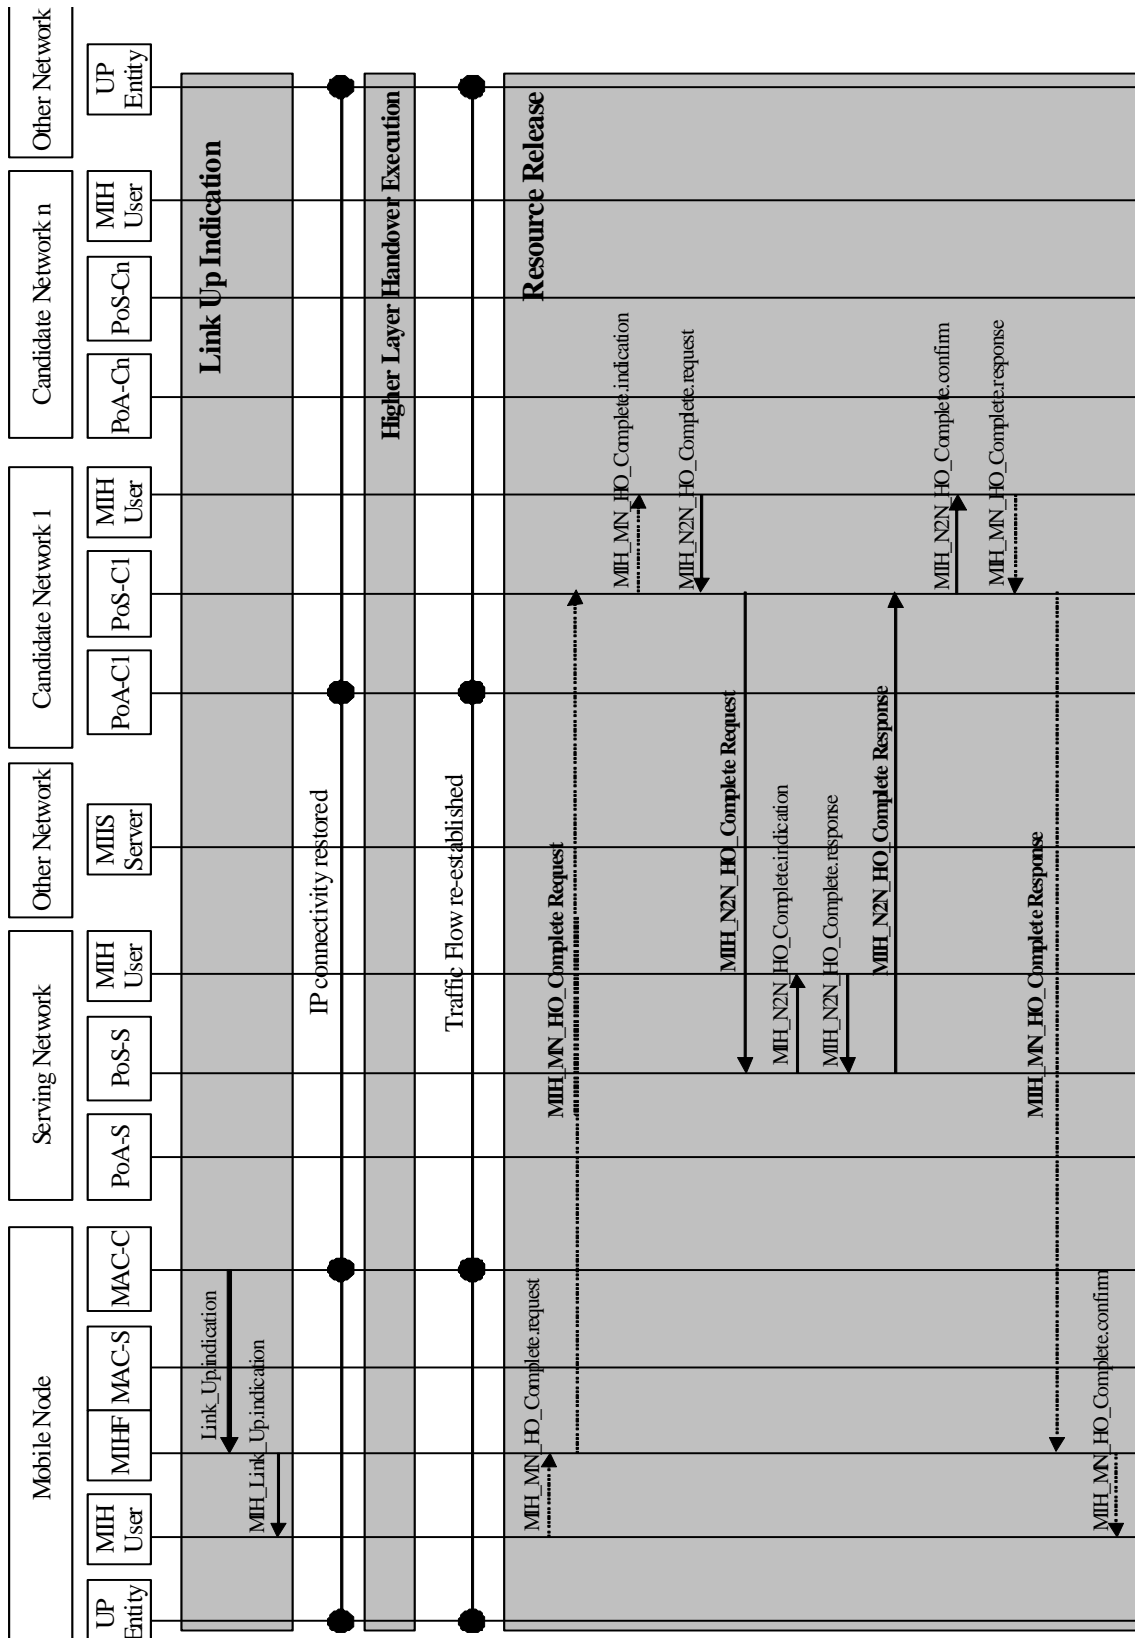 Mobile Node
Serving Network
Other Network
Candidate Network 1
Candidate Network n
Other Network
UP
Entity
MIH
User
MIHF
MAC-S
MAC-C
PoA-S
PoS-S
MIH
User
MIIS
Server
PoA-C1
PoS-C1
MIH
User
PoA-Cn
PoS-Cn
MIH
User
UP
Entity
Link Up Indication
Link_Up.indication
MIH_Link_Up.indication
IP connectivity restored
Higher Layer Handover Execution
Traffic Flow re-established
Resource Release
MIH_MN_HO_Complete.request
MIH_MN_HO_Complete Request
MIH_MN_HO_Complete.indication
MIH_N2N_HO_Complete.request
MIH_N2N_HO_Complete Request
MIH_N2N_HO_Complete.indication
MIH_N2N_HO_Complete.response
MIH_N2N_HO_Complete Response
MIH_N2N_HO_Complete.confirm
MIH_MN_HO_Complete.response
MIH_MN_HO_Complete Response
MIH_MN_HO_Complete.confirm